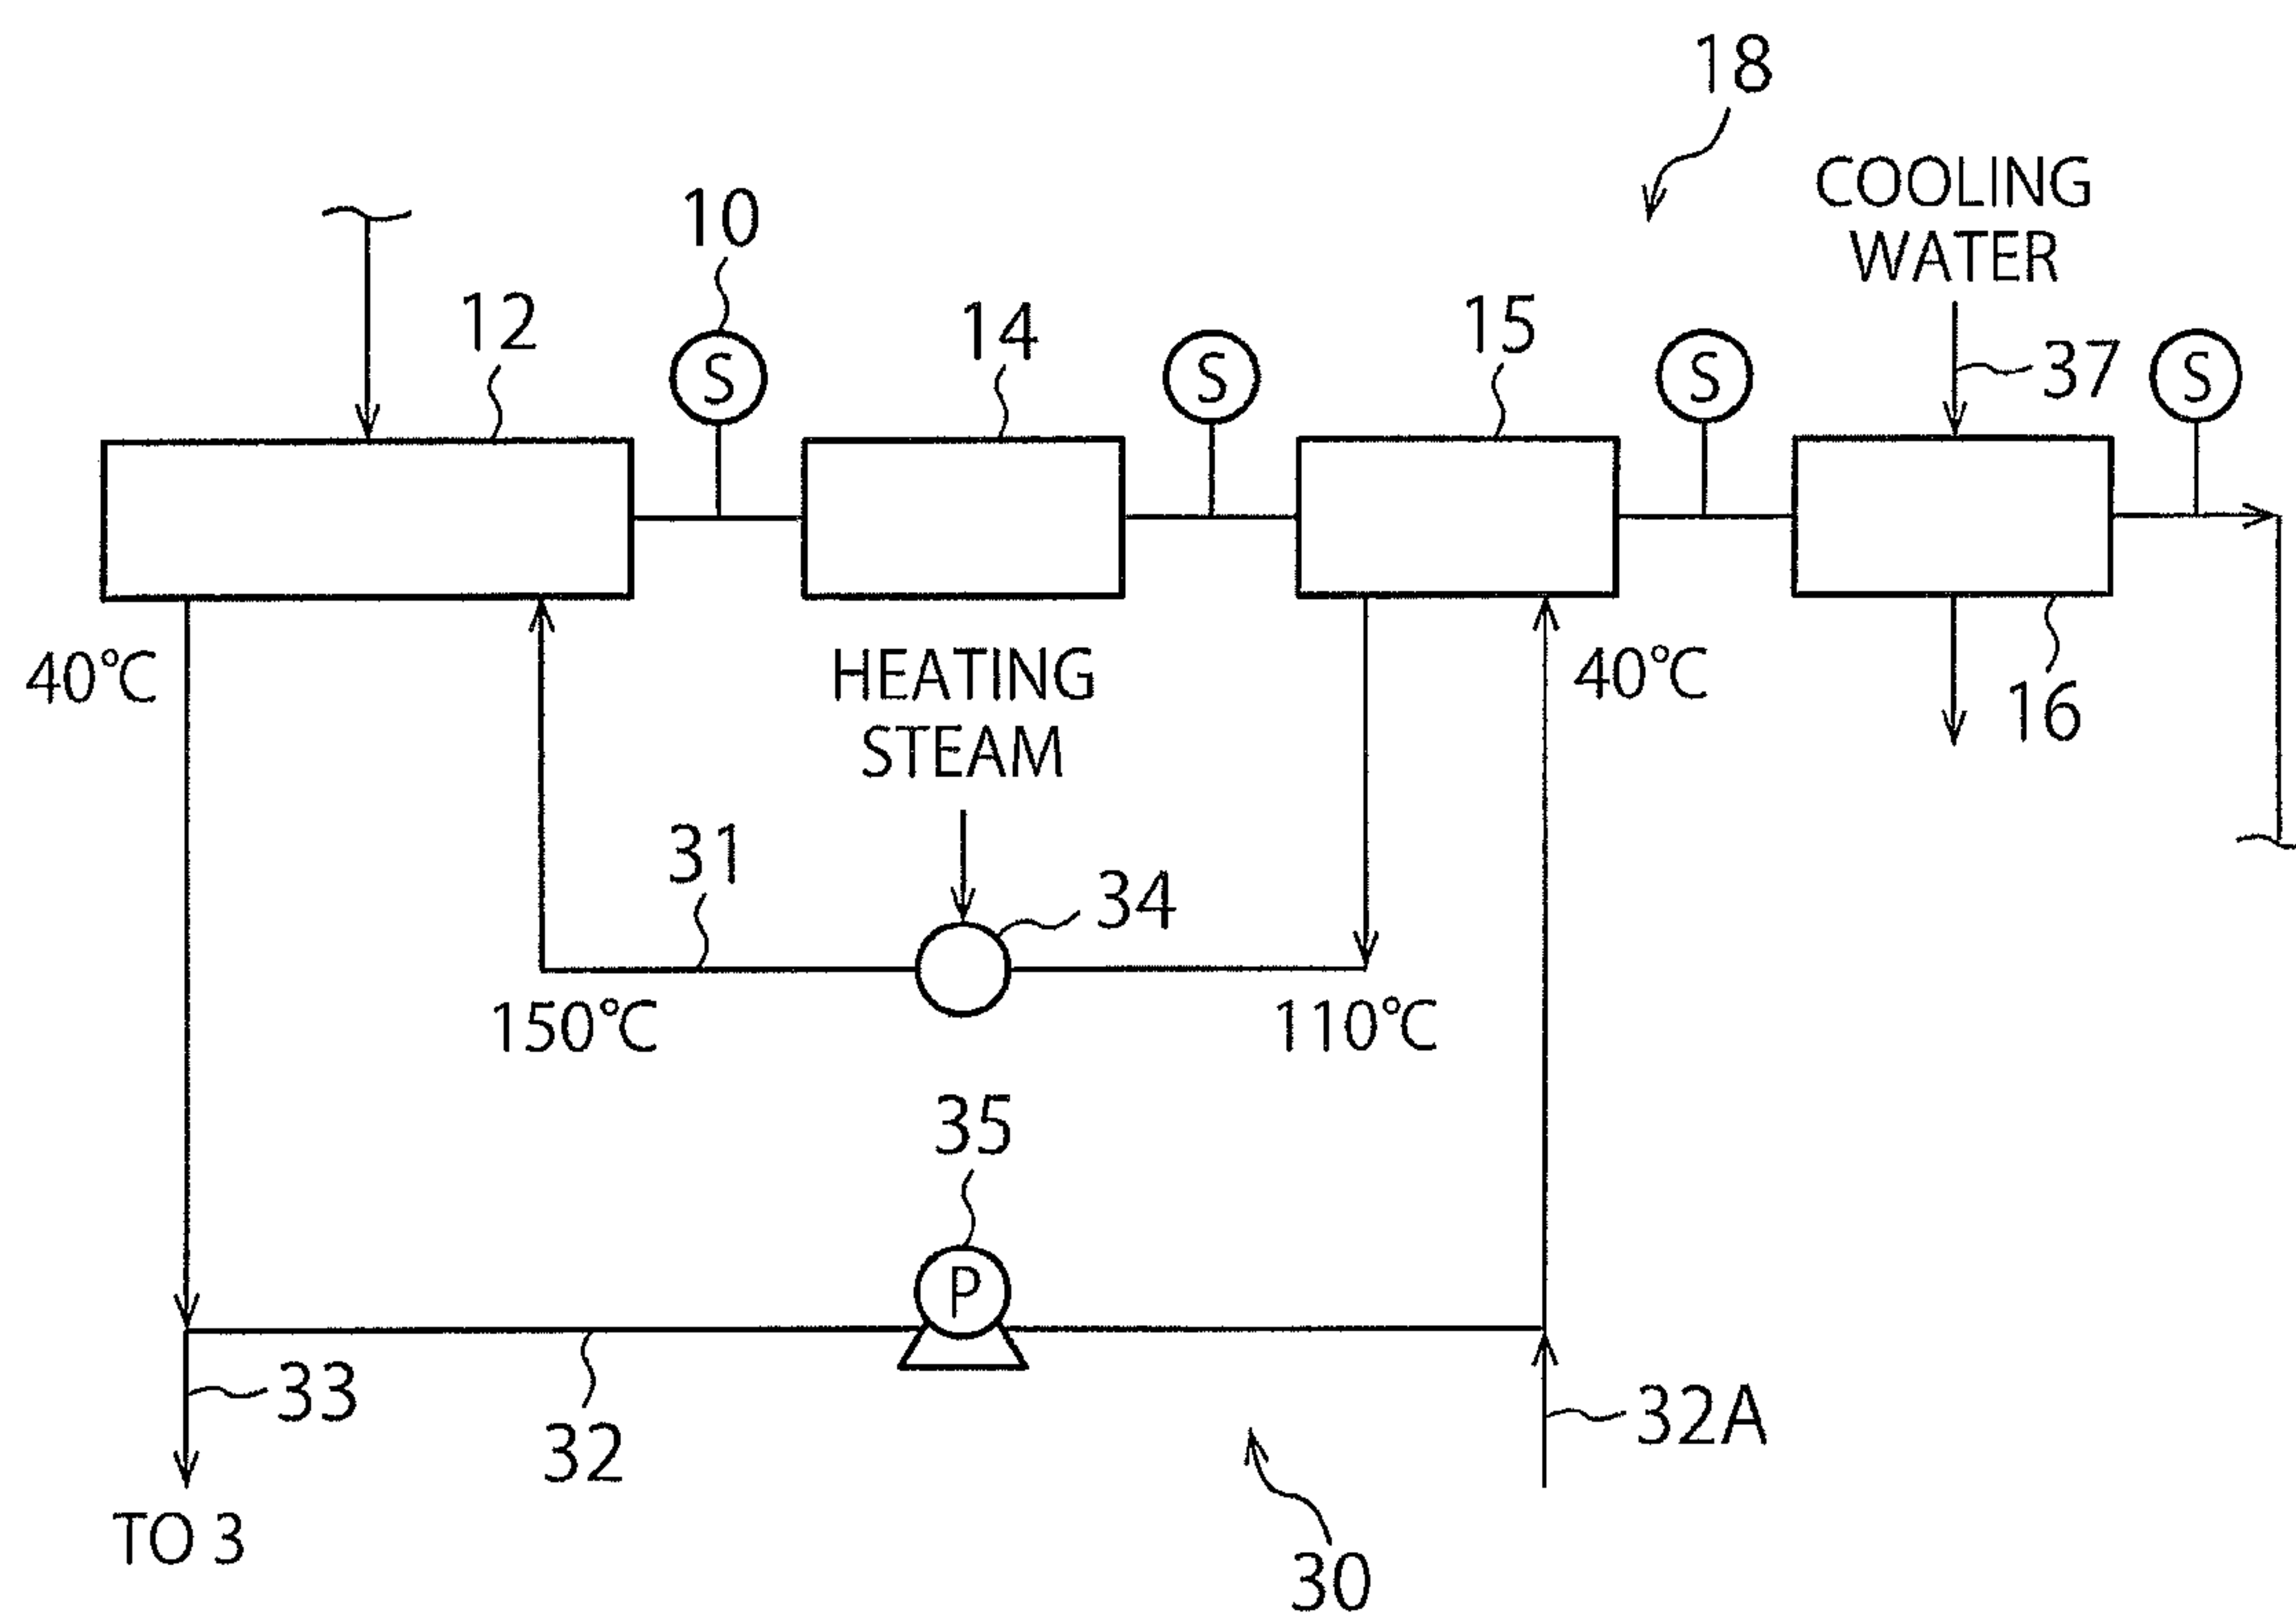 18
COOLING
WATER
10
12
14
15
37
S
S
S
S
40°C
HEATING
STEAM
40°C
16
31
34
150°C
110°C
35
P
33
32
32A
TO 3
30